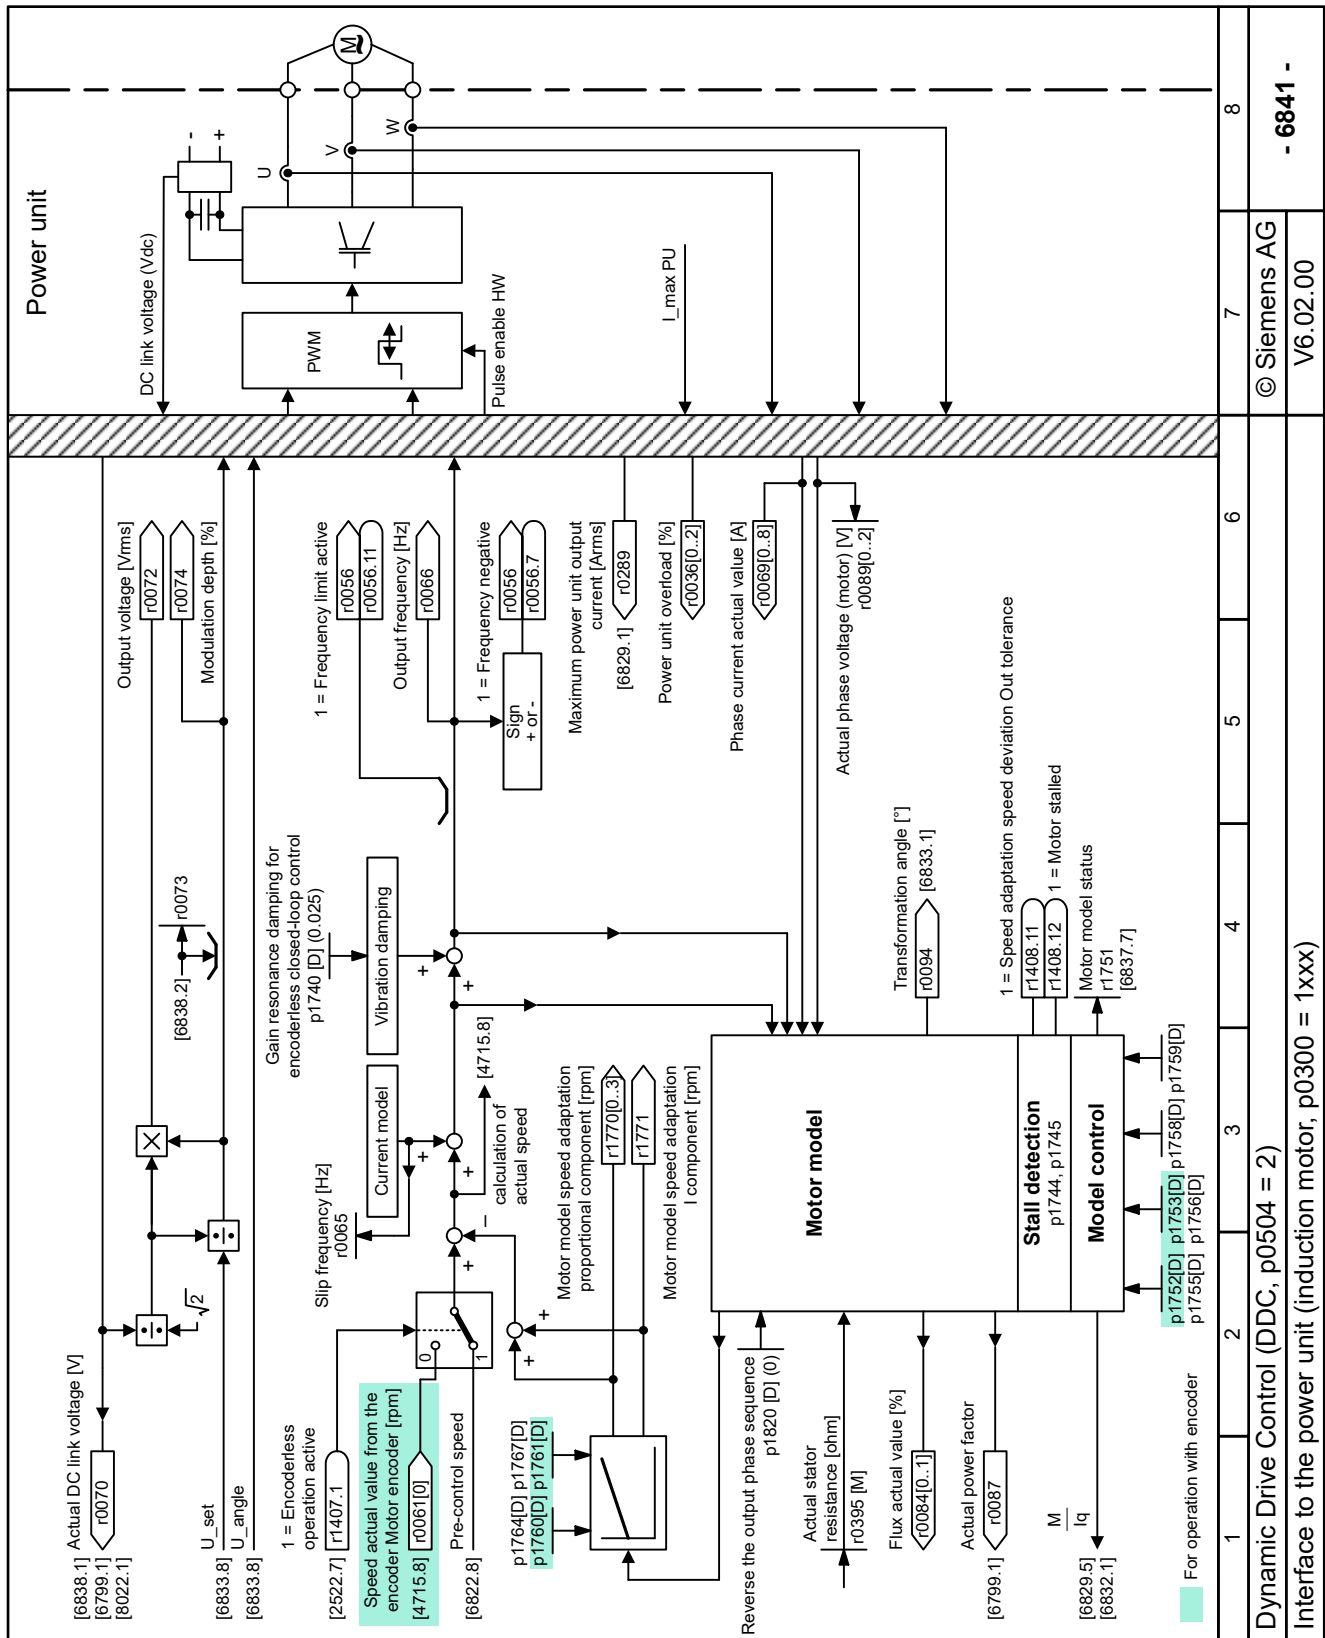 Power unit
DC link voltage (Vdc)
-
+
M
≈
U
V
W
PWM
Pulse enable HW
I_max PU
[6838.1]
[6799.1]
[8022.1]
Actual DC link voltage [V]
r0070
√2
÷
÷
×
Output voltage [Vrms]
r0072
r0074
Modulation depth [%]
U_set
[6833.8]
U_angle
[6833.8]
[6838.2]
r0073
1 = Encoderless
operation active
[2522.7]
r1407.1
Speed actual value from the
encoder Motor encoder [rpm]
[4715.8]
r0061[0]
Pre-control speed
[6822.8]
0
1
Slip frequency [Hz]
r0065
Current model
calculation of
actual speed
[4715.8]
Gain resonance damping for
encoderless closed-loop control
p1740 [D] (0.025)
Vibration damping
+
+
–
+
+
+
+
+
1 = Frequency limit active
r0056
r0056.11
Output frequency [Hz]
r0066
1 = Frequency negative
r0056
r0056.7
Sign
+ or -
Maximum power unit output
current [Arms]
[6829.1]
r0289
Power unit overload [%]
r0036[0..2]
Phase current actual value [A]
r0069[0..8]
Actual phase voltage (motor) [V]
r0089[0..2]
p1764[D] p1767[D]
p1760[D] p1761[D]
Motor model speed adaptation
proportional component [rpm]
r1770[0..3]
r1771
Motor model speed adaptation
I component [rpm]
Reverse the output phase sequence
p1820 [D] (0)
Actual stator
resistance [ohm]
r0395 [M]
Flux actual value [%]
r0084[0..1]
Actual power factor
[6799.1]
r0087
M
Iq
[6829.5]
[6832.1]
Motor model
Stall detection
p1744, p1745
Model control
Transformation angle [°]
r0094
[6833.1]
1 = Speed adaptation speed deviation Out tolerance
r1408.11
r1408.12
1 = Motor stalled
Motor model status
r1751
[6837.7]
p1752[D] p1753[D] p1758[D] p1759[D]
p1755[D] p1756[D]
For operation with encoder
1
2
3
4
5
6
7
8
Dynamic Drive Control (DDC, p0504 = 2)
Interface to the power unit (induction motor, p0300 = 1xxx)
© Siemens AG
V6.02.00
- 6841 -